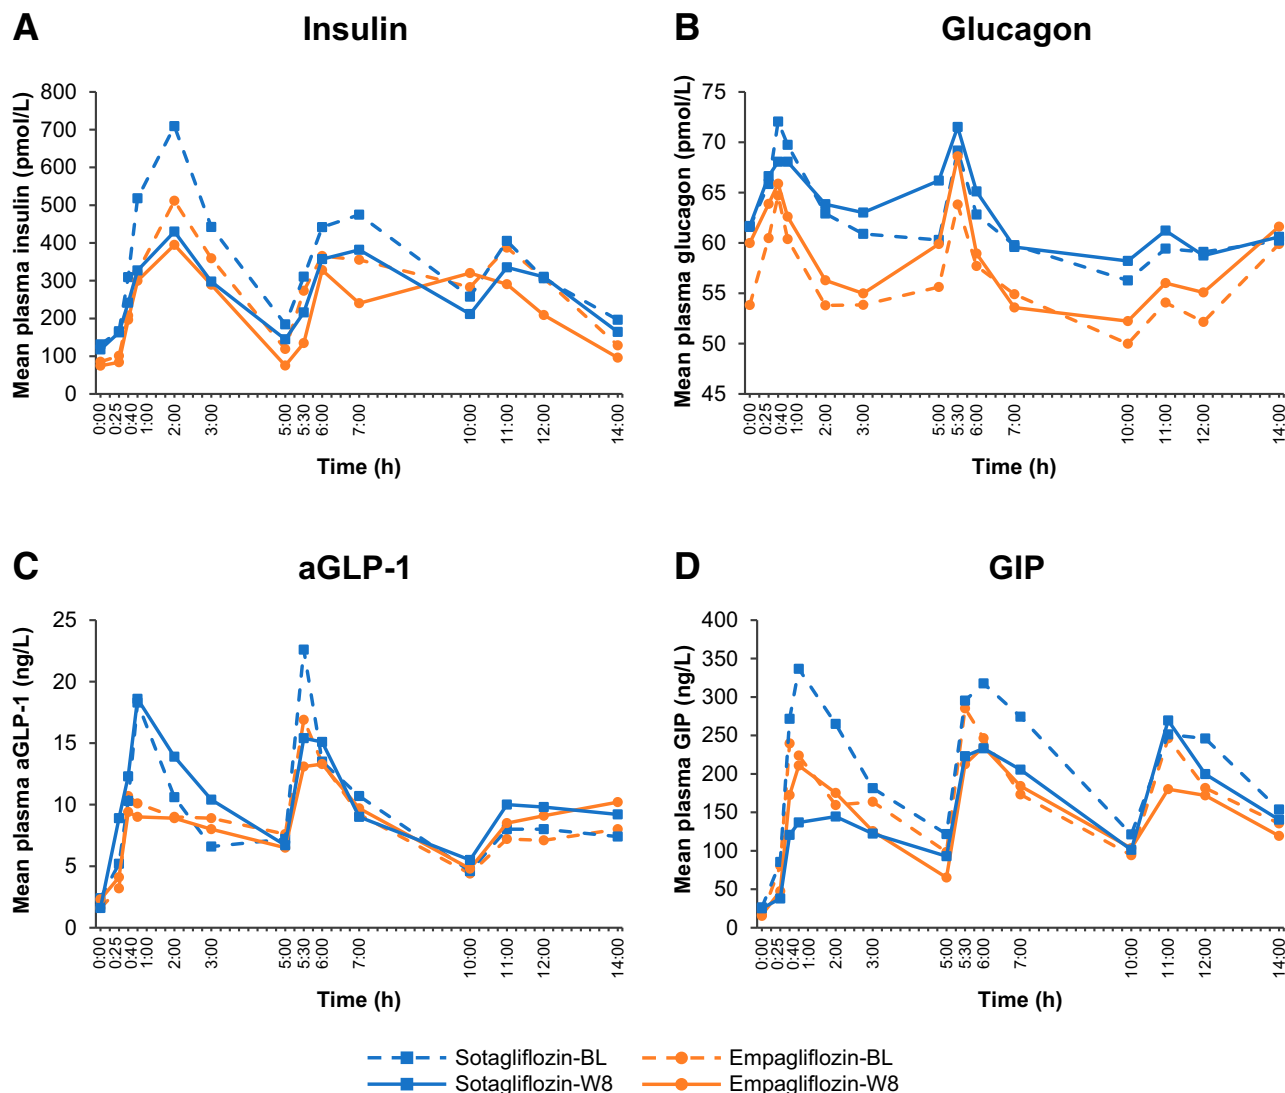 A Insulin
Mean plasma insulin (pmol/L)
800
700
600
500
400
300
200
100
0
0:00 0:25 0:40 1:00 2:00 3:00 5:00 5:30 6:00 7:00 10:00 11:00 12:00 14:00
Time (h)
B Glucagon
Mean plasma glucagon (pmol/L)
75
70
65
60
55
50
45
0:00 0:25 0:40 1:00 2:00 3:00 5:00 5:30 6:00 7:00 10:00 11:00 12:00 14:00
Time (h)
C aGLP-1
Mean plasma aGLP-1 (ng/L)
25
20
15
10
5
0
0:00 0:25 0:40 1:00 2:00 3:00 5:00 5:30 6:00 7:00 10:00 11:00 12:00 14:00
Time (h)
D GIP
Mean plasma GIP (ng/L)
400
350
300
250
200
150
100
50
0
0:00 0:25 0:40 1:00 2:00 3:00 5:00 5:30 6:00 7:00 10:00 11:00 12:00 14:00
Time (h)
Sotagliflozin-BL Empagliflozin-BL
Sotagliflozin-W8 Empagliflozin-W8